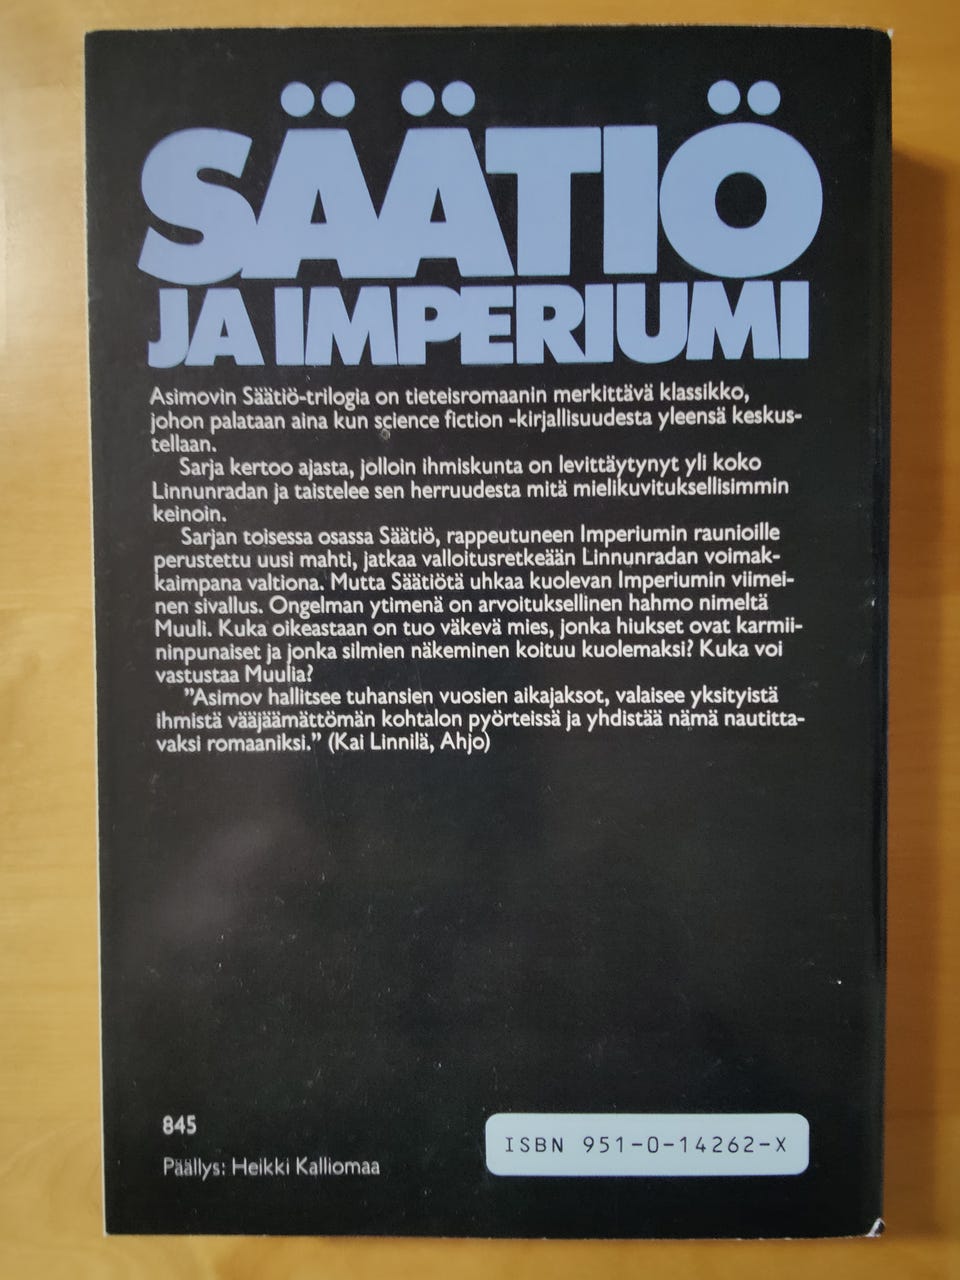 SÄÄTIÖ
JA IMPERIUMI
Asimovin Säätiö-trilogia on tieteisromaanin merkittävä klassikko,
johon palataan aina kun science fiction -kirjallisuudesta yleensä keskus-
tellaan.
Sarja kertoo ajasta, jolloin ihmiskunta on levittäytynyt yli koko
Linnunradan ja taistelee sen herruudesta mitä mielikuvituksellisimmin
keinoin.
Sarjan toisessa osassa Säätiö, rappeutuneen Imperiumin raunioille
perustettu uusi mahti, jatkaa valloitusretkeään Linnunradan voimak-
kaimpana valtiona. Mutta Säätiötä uhkaa kuolevan Imperiumin viimei-
nen sivallus. Ongelman ytimenä on arvoituksellinen hahmo nimeltä
Muuli. Kuka oikeastaan on tuo väkevä mies, jonka hiukset ovat karmii-
ninpunaiset ja jonka silmien näkeminen koituu kuolemaksi? Kuka voi
vastustaa Muulia?
”Asimov hallitsee tuhansien vuosien aikajaksot, valaisee yksityistä
ihmistä vääjäämättömän kohtalon pyörteissä ja yhdistää nämä nautitta-
vaksi romaaniksi.” (Kai Linnilä, Ahjo)
845
Päällys: Heikki Kalliomaa
ISBN 951-0-14262-X